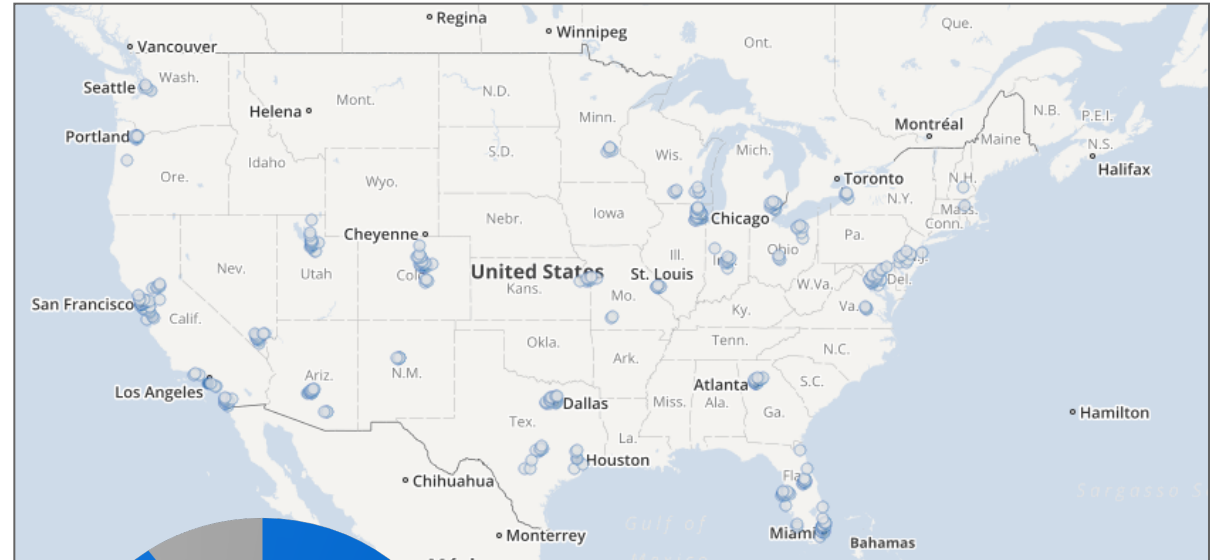 Regina
Winnipeg
Que.
Ont.
Vancouver
Wash.
Seattle
Helena
Mont.
N.D.
Minn.
Montréal
N.B.
P.E.I.
Portland
Idaho
S.D.
Wis.
Mich.
Maine
N.S.
Halifax
Ore.
Wyo.
Toronto
N.H.
N.Y.
Nebr.
Iowa
Chicago
Mass.
Conn.
Cheyenne
Pa.
Nev.
Utah
United States
Kans.
Ill.
St. Louis
Ohio
Del.
W.Va.
San Francisco
Calif.
Mo.
Ky.
Va.
Okla.
Tenn.
N.C.
Ariz.
N.M.
Ark.
Los Angeles
Atlanta
S.C.
Dallas
Miss.
Ala.
Ga.
Hamilton
Tex.
La.
Houston
Chihuahua
Fla
Sargasso S
Gulf of
Monterrey
Miami
Bahamas